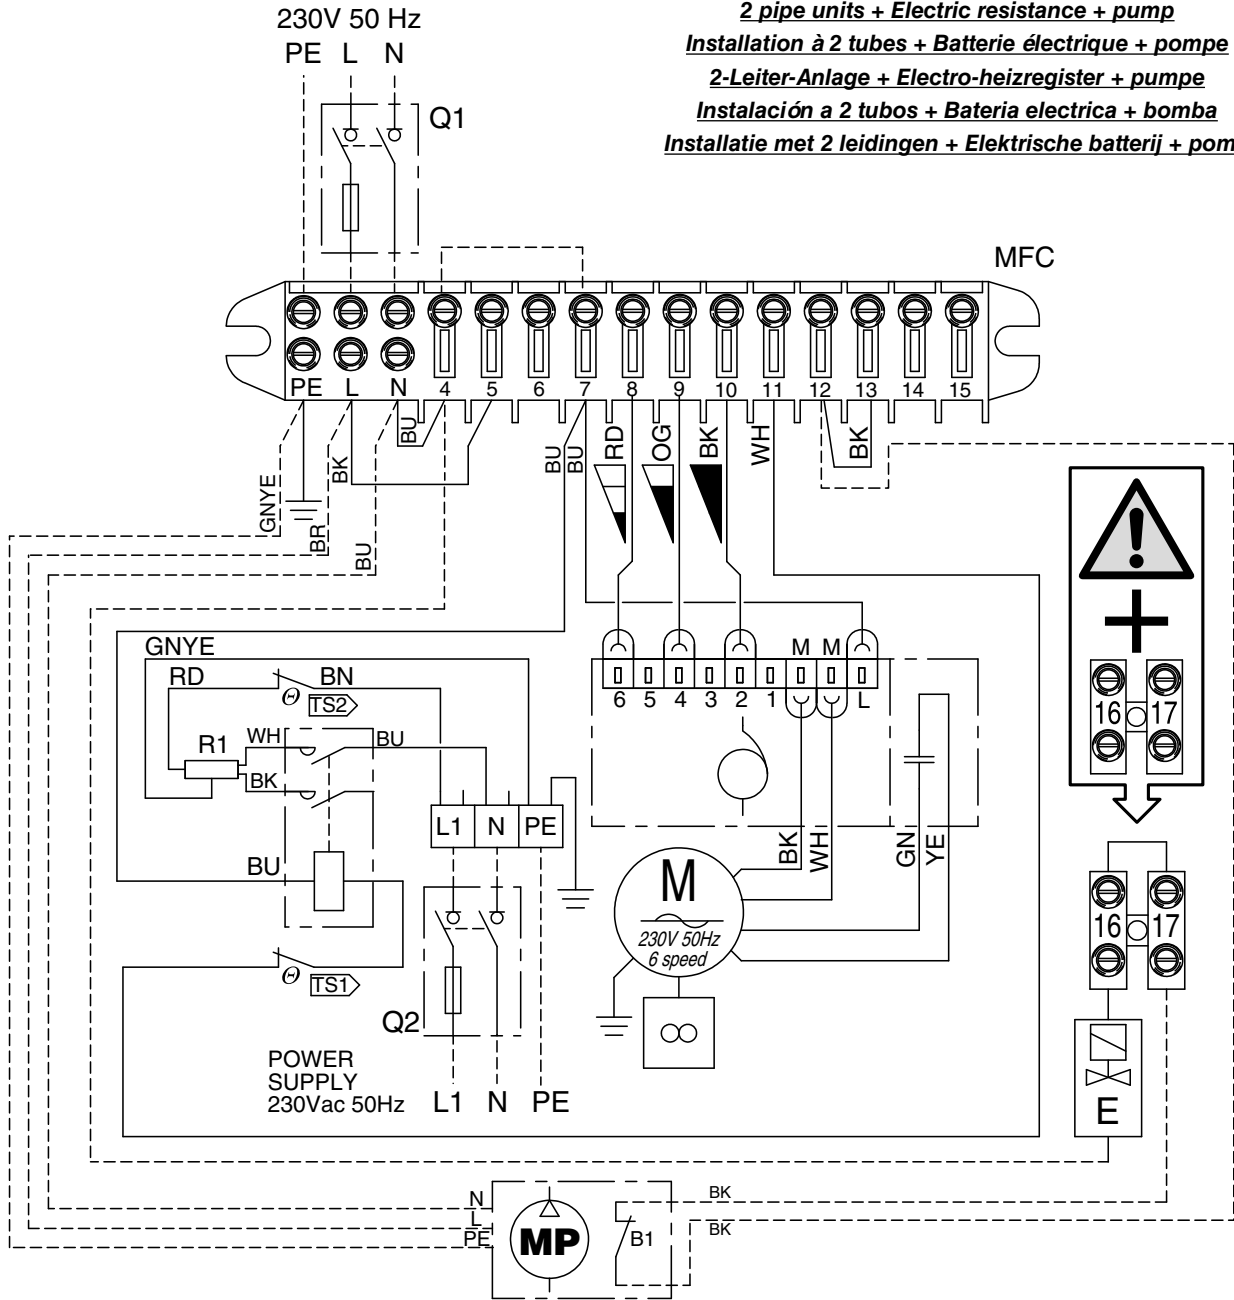 230V 50 Hz
PE L N
Q1
2 pipe units + Electric resistance + pump
Installation à 2 tubes + Batterie électrique + pompe
2-Leiter-Anlage + Electro-heizregister + pumpe
Instalación a 2 tubos + Bateria electrica + bomba
Installatie met 2 leidingen + Elektrische batterij + pom
MFC
PE L N 4 5 6 7 8 9 10 11 12 13 14 15
GNYE
BR
BK
BU
BU
BU
BU
RD
OG
BK
WH
BK
GNYE
RD
BN
TS2
R1
WH
BU
BK
BU
TS1
L1 N PE
Q2
POWER
SUPPLY
230Vac 50Hz
L1 N PE
M M
6 5 4 3 2 1 L
BK
WH
GN
YE
M
230V 50Hz
6 speed
16 17
16 17
E
N
L
PE
MP
B1
BK
BK